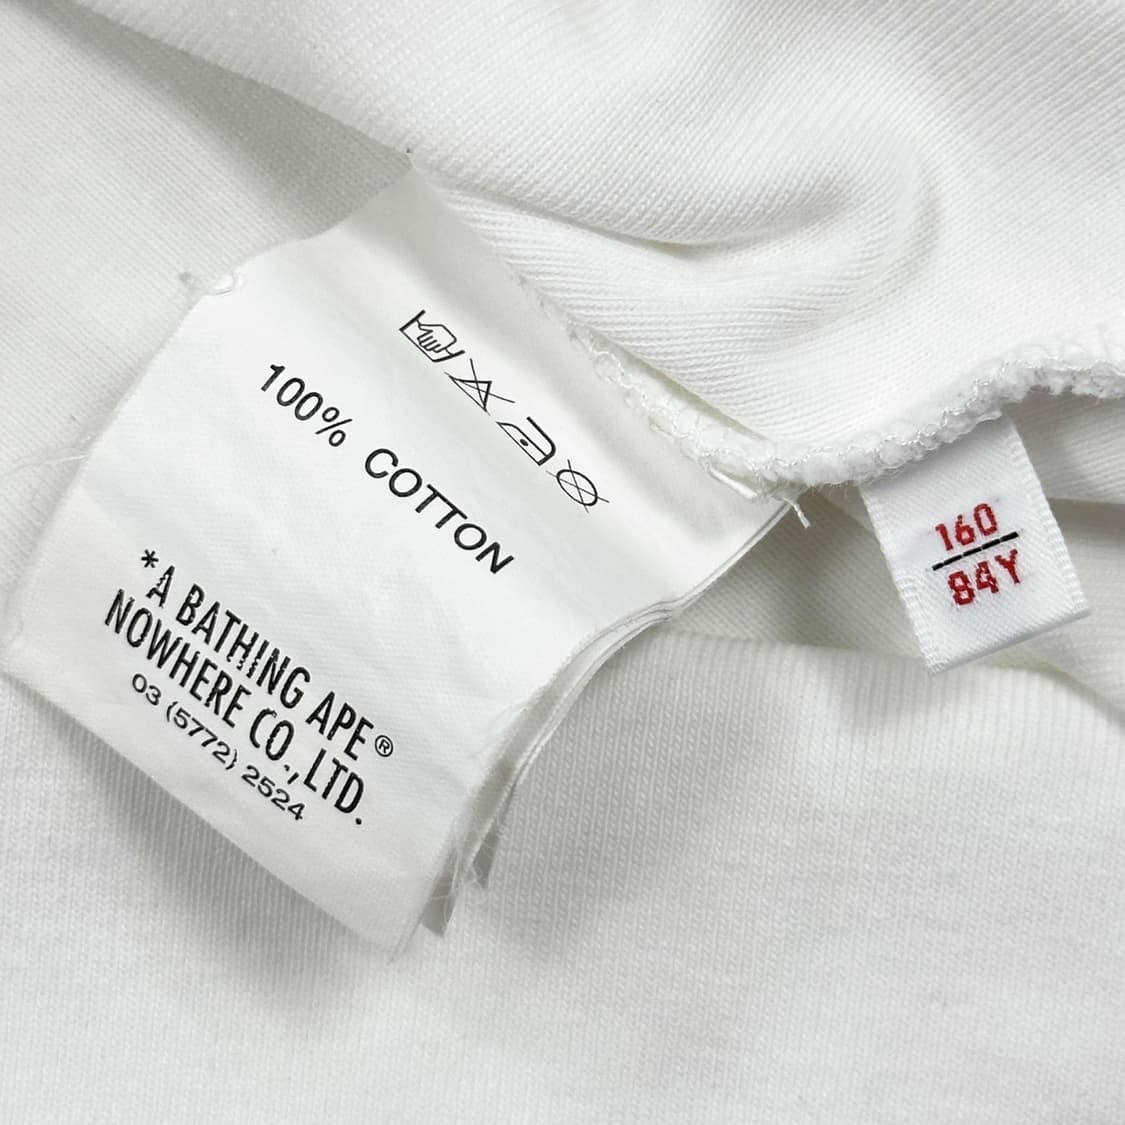 100% COTTON
*A BATHING APE®
NOWHERE CO., LTD.
03 (5772) 2524
160
84Y